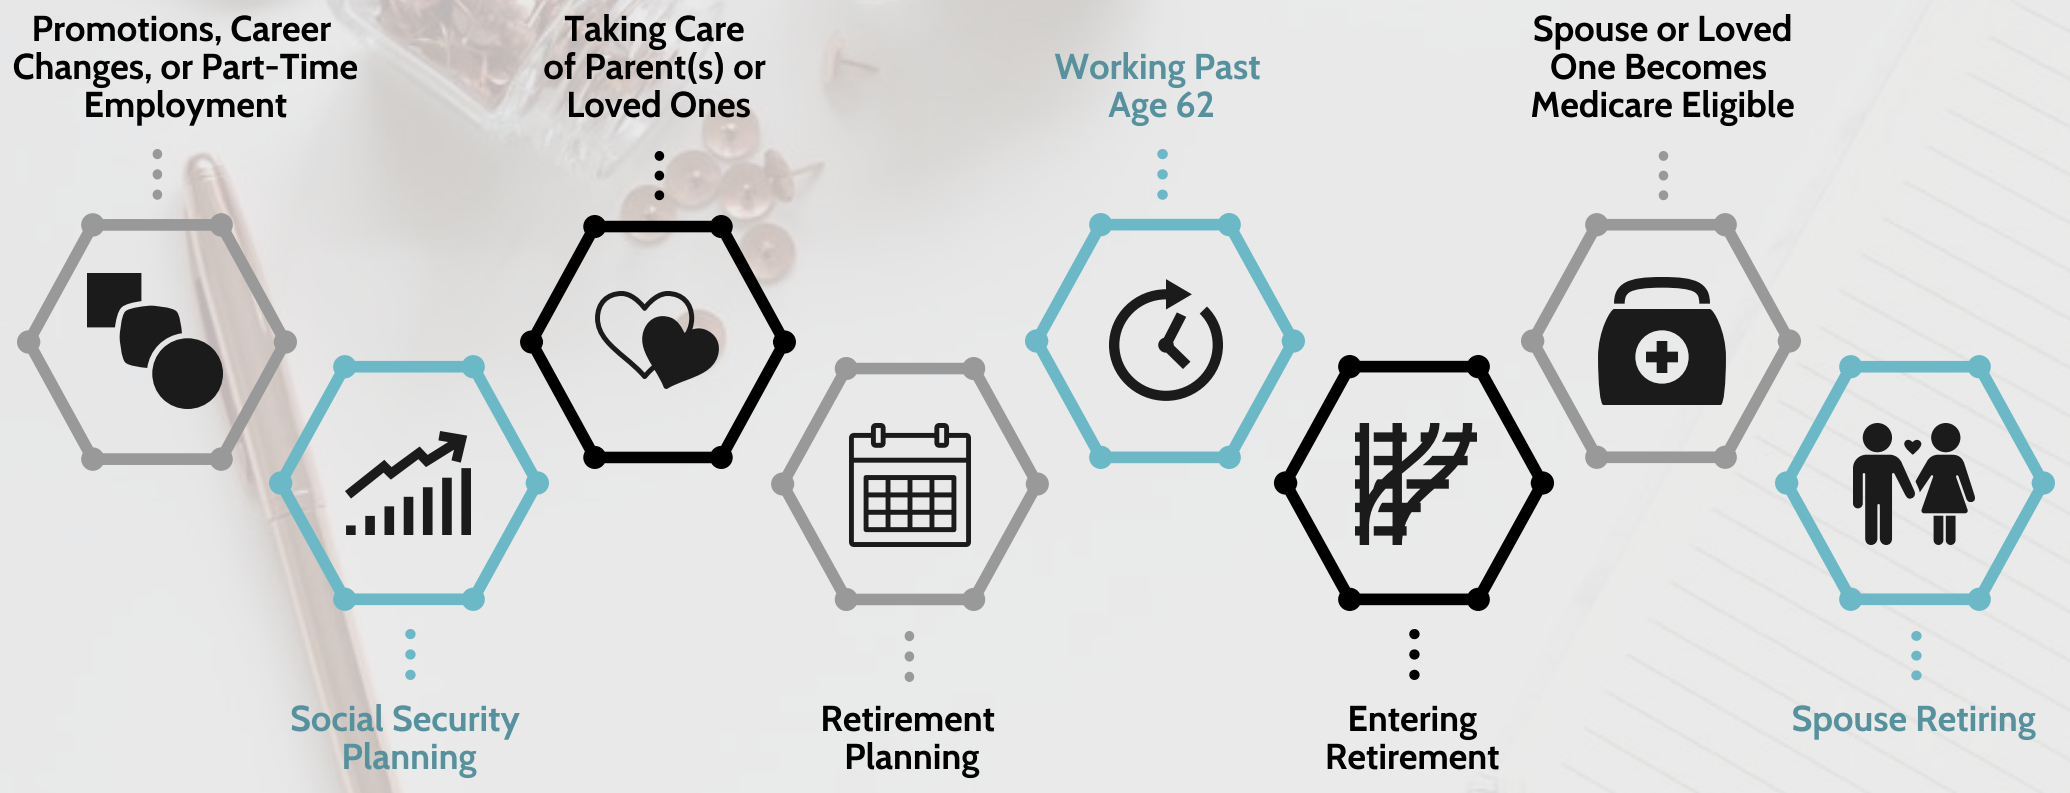 Promotions, Career
Changes, or Part-Time
Employment
Social Security
Planning
Taking Care
of Parent(s) or
Loved Ones
Retirement
Planning
Working Past
Age 62
Entering
Retirement
Spouse or Loved
One Becomes
Medicare Eligible
Spouse Retiring